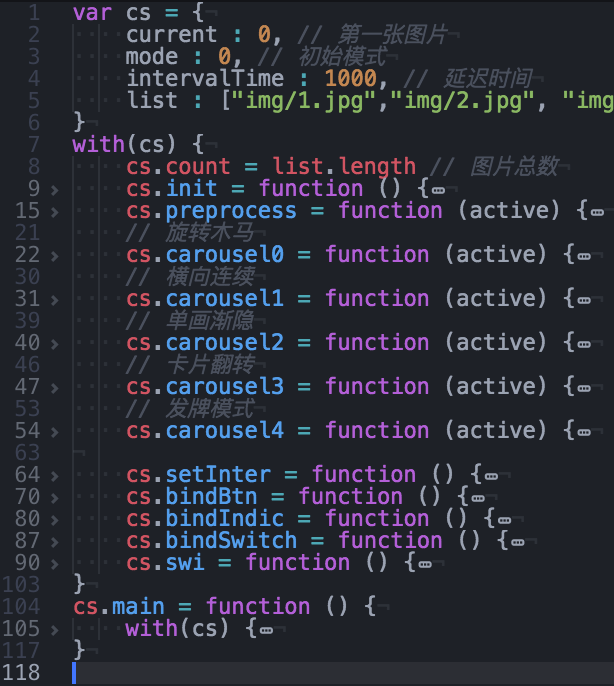 1 var cs = {
2 current : 0, // 第一张图片
3 mode : 0, // 初始模式
4 intervalTime : 1000, // 延迟时间
5 list : ["img/1.jpg","img/2.jpg", "img
6 }
7 with(cs) {
8 cs.count = list.length // 图片总数
9 cs.init = function () {
15 cs.preprocess = function (active) {
21 // 旋转木马
22 cs.carousel0 = function (active) {
30 // 横向连续
31 cs.carousel1 = function (active) {
39 // 单画渐隐
40 cs.carousel2 = function (active) {
46 // 卡片翻转
47 cs.carousel3 = function (active) {
53 // 发牌模式
54 cs.carousel4 = function (active) {
63
64 cs.setInter = function () {
70 cs.bindBtn = function () {
80 cs.bindIndic = function () {
87 cs.bindSwitch = function () {
90 cs.swi = function () {
103 }
104 cs.main = function () {
105 with(cs) {
117 }
118